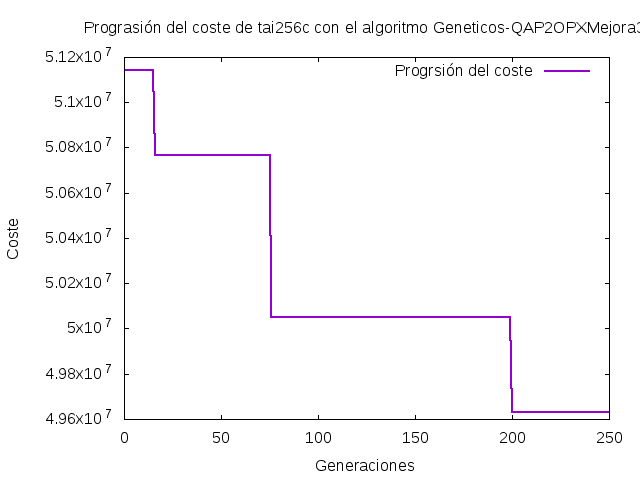 Prograsión del coste de tai256c con el algoritmo Geneticos-QAP2OPXMejora3
Progrsión del coste
5.12x10^7
5.1x10^7
5.08x10^7
5.06x10^7
5.04x10^7
5.02x10^7
5x10^7
4.98x10^7
4.96x10^7
Coste
0 50 100 150 200 250
Generaciones